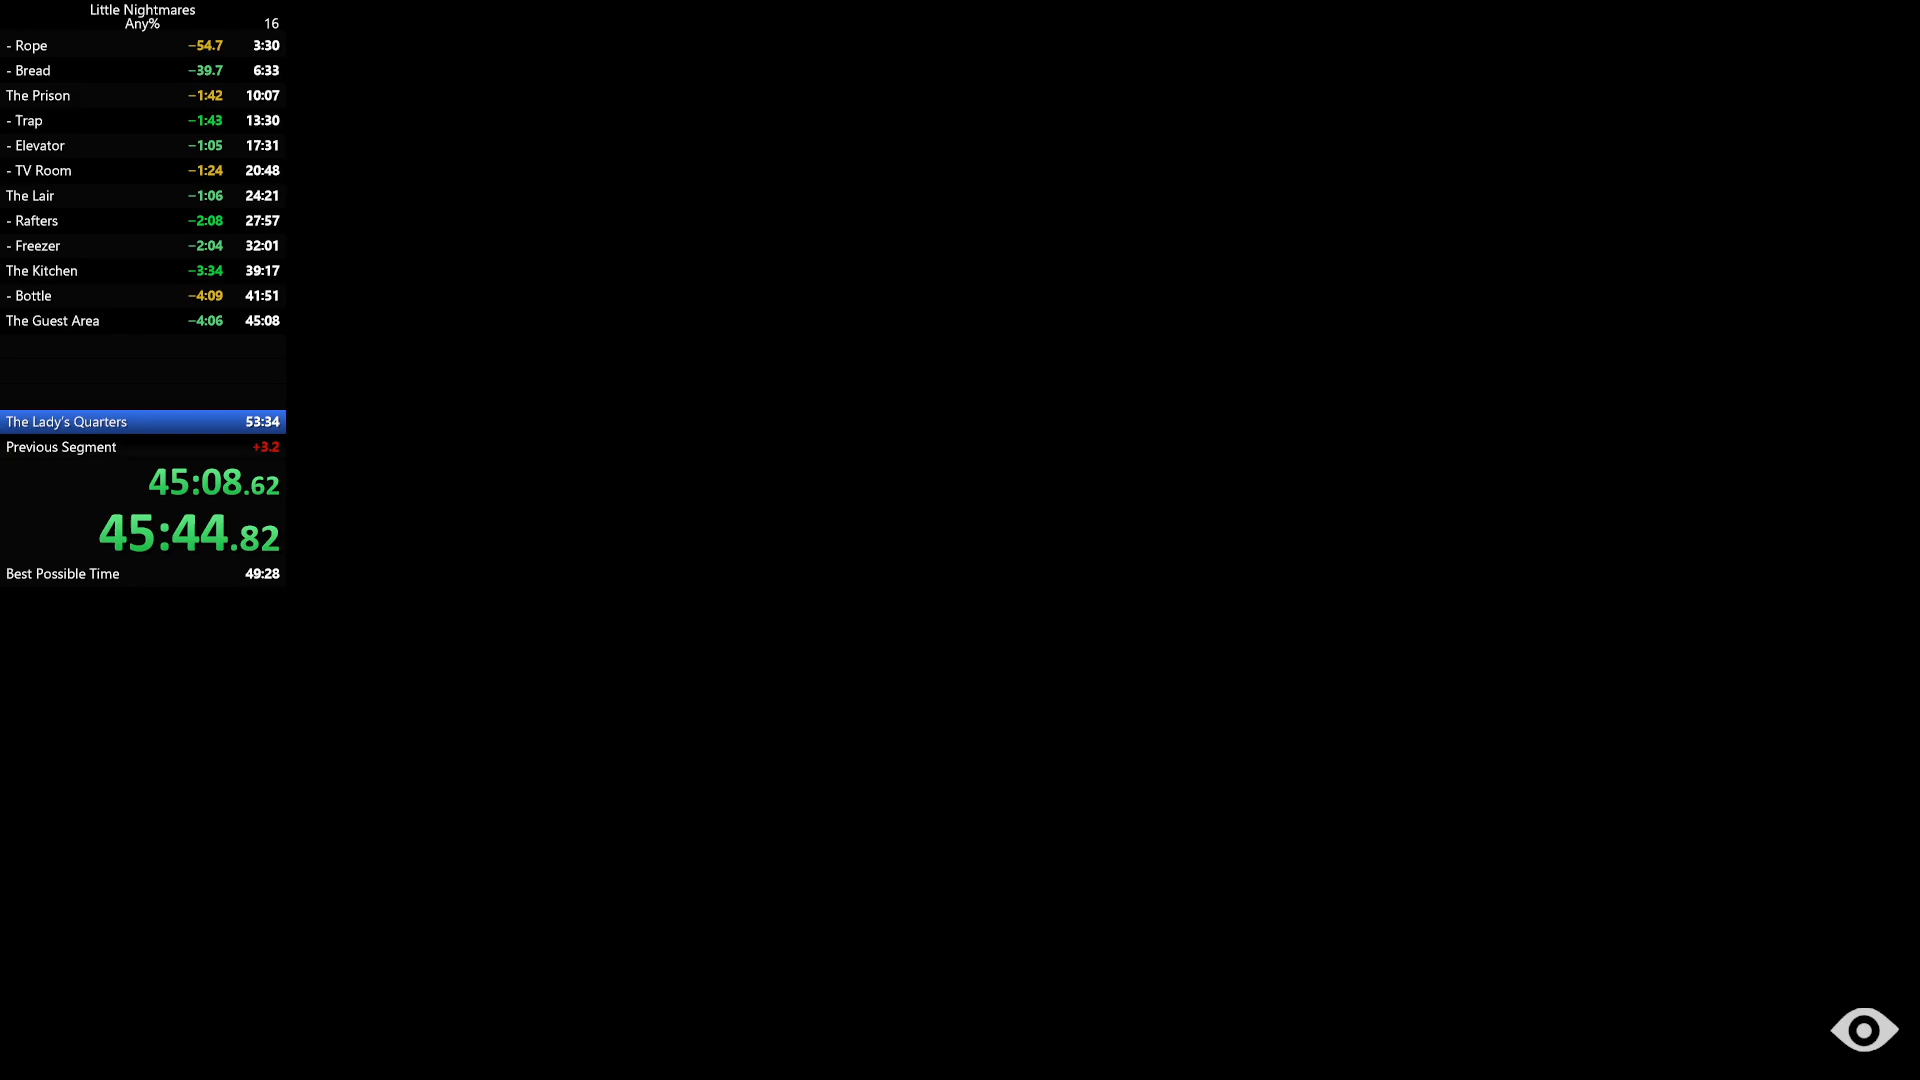 Little Nightmares
Any% 16
- Rope −54.7 3:30
- Bread −39.7 6:33
The Prison −1:42 10:07
- Trap −1:43 13:30
- Elevator −1:05 17:31
- TV Room −1:24 20:48
The Lair −1:06 24:21
- Rafters −2:08 27:57
- Freezer −2:04 32:01
The Kitchen −3:34 39:17
- Bottle −4:09 41:51
The Guest Area −4:06 45:08
The Lady's Quarters 53:34
Previous Segment +3.2
45:08.62
45:44.82
Best Possible Time 49:28